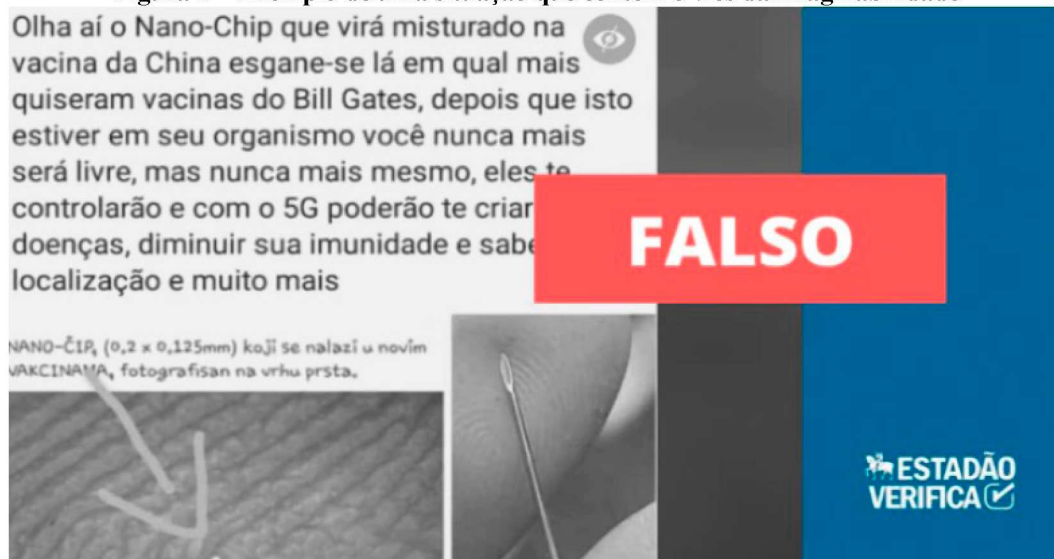 Olha aí o Nano-Chip que virá misturado na
vacina da China esgane-se lá em qual mais
quiseram vacinas do Bill Gates, depois que isto
estiver em seu organismo você nunca mais
será livre, mas nunca mais mesmo, eles te
controlarão e com o 5G poderão te criar
doenças, diminuir sua imunidade e sabe
localização e muito mais
FALSO
NANO-ČIP, (0,2 x 0,125mm) koji se nalazi u novim
VAKCINAMA, fotografisan na vrhu prsta.
ESTADÃO
VERIFICA